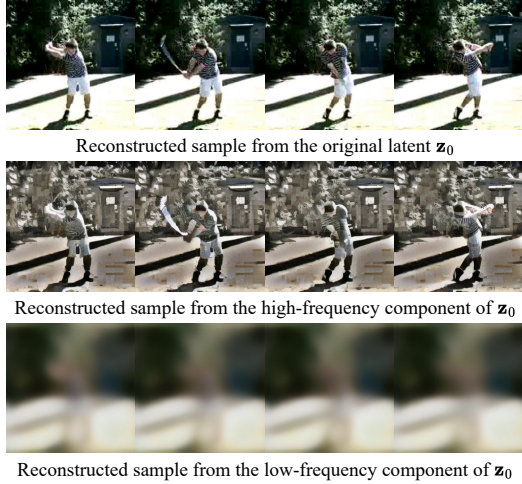 Reconstructed sample from the original latent z₀
Reconstructed sample from the high-frequency component of z₀
Reconstructed sample from the low-frequency component of z₀